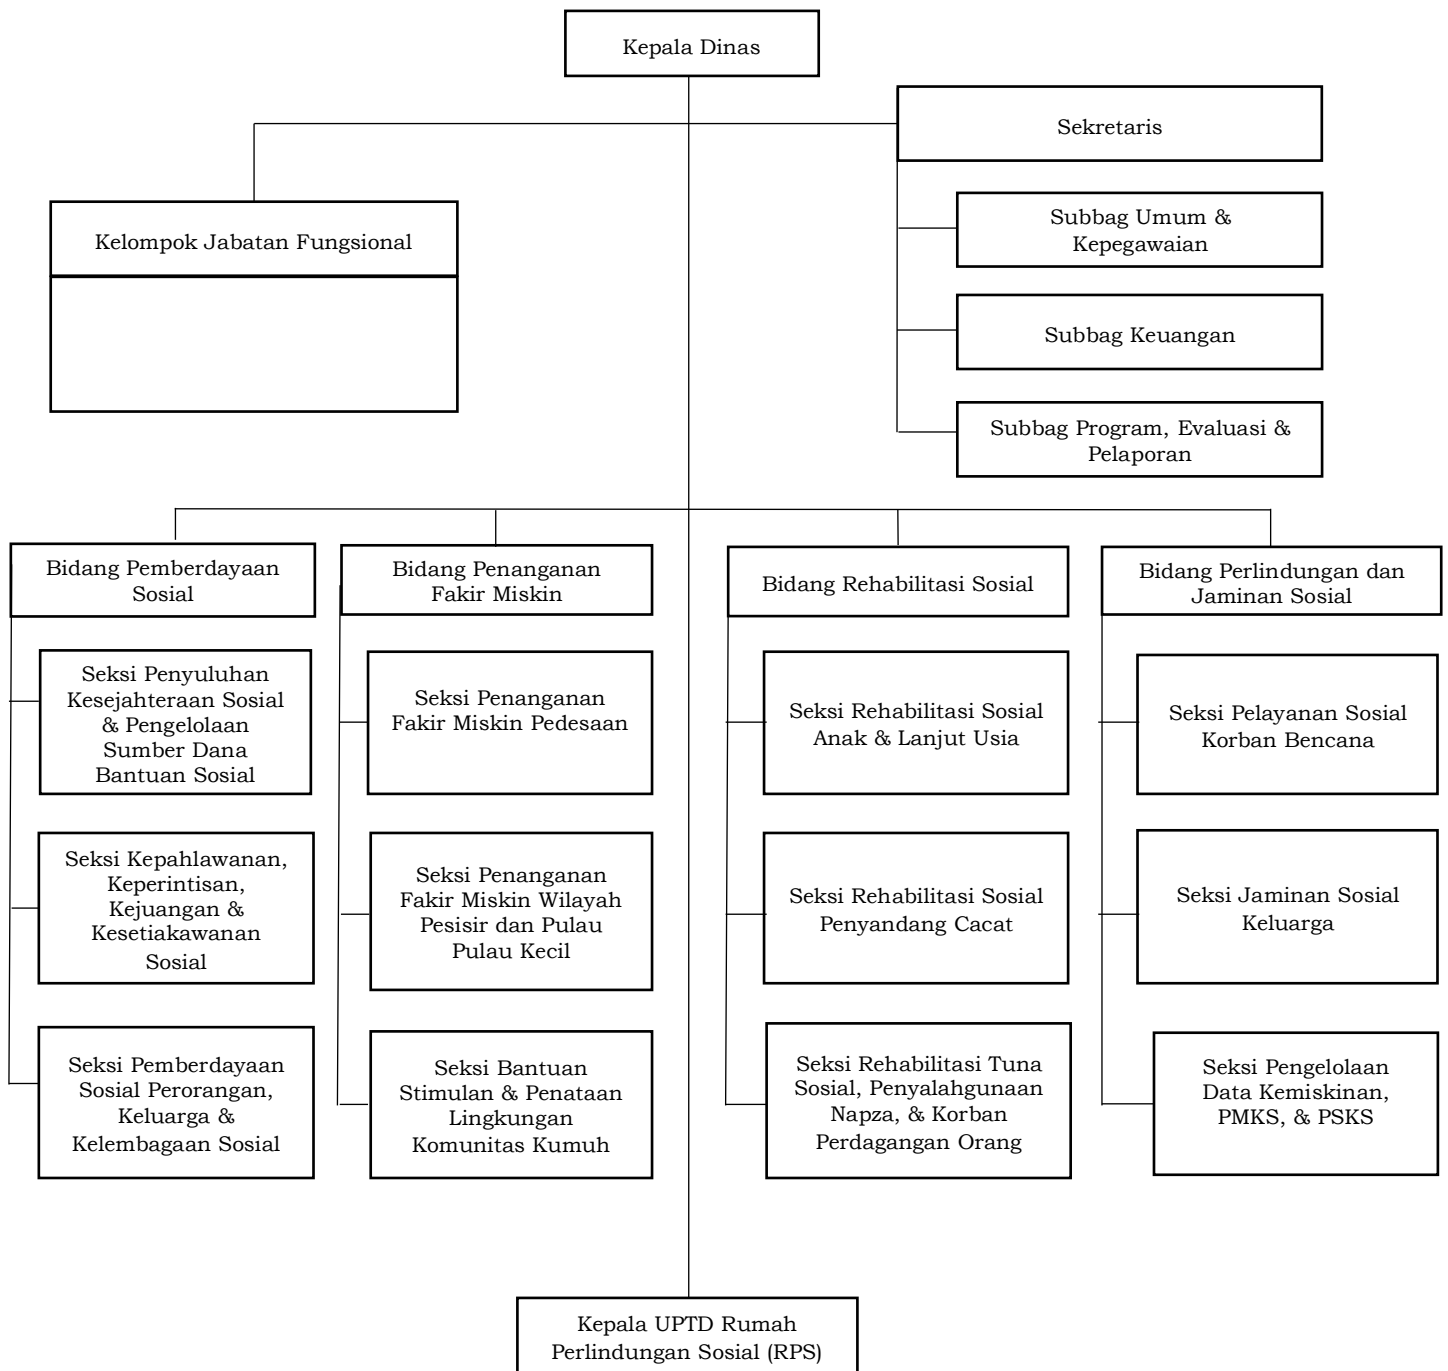 Kepala Dinas
Sekretaris
Kelompok Jabatan Fungsional
Subbag Umum &
Kepegawaian
Subbag Keuangan
Subbag Program, Evaluasi &
Pelaporan
Bidang Pemberdayaan
Sosial
Seksi Penyuluhan
Kesejahteraan Sosial
& Pengelolaan
Sumber Dana
Bantuan Sosial
Seksi Kepahlawanan,
Keperintisan,
Kejuangan &
Kesetiakawanan
Sosial
Seksi Pemberdayaan
Sosial Perorangan,
Keluarga &
Kelembagaan Sosial
Bidang Penanganan
Fakir Miskin
Seksi Penanganan
Fakir Miskin Pedesaan
Seksi Penanganan
Fakir Miskin Wilayah
Pesisir dan Pulau
Pulau Kecil
Seksi Bantuan
Stimulan & Penataan
Lingkungan
Komunitas Kumuh
Bidang Rehabilitasi Sosial
Seksi Rehabilitasi Sosial
Anak & Lanjut Usia
Seksi Rehabilitasi Sosial
Penyandang Cacat
Seksi Rehabilitasi Tuna
Sosial, Penyalahgunaan
Napza, & Korban
Perdagangan Orang
Bidang Perlindungan dan
Jaminan Sosial
Seksi Pelayanan Sosial
Korban Bencana
Seksi Jaminan Sosial
Keluarga
Seksi Pengelolaan
Data Kemiskinan,
PMKS, & PSKS
Kepala UPTD Rumah
Perlindungan Sosial (RPS)